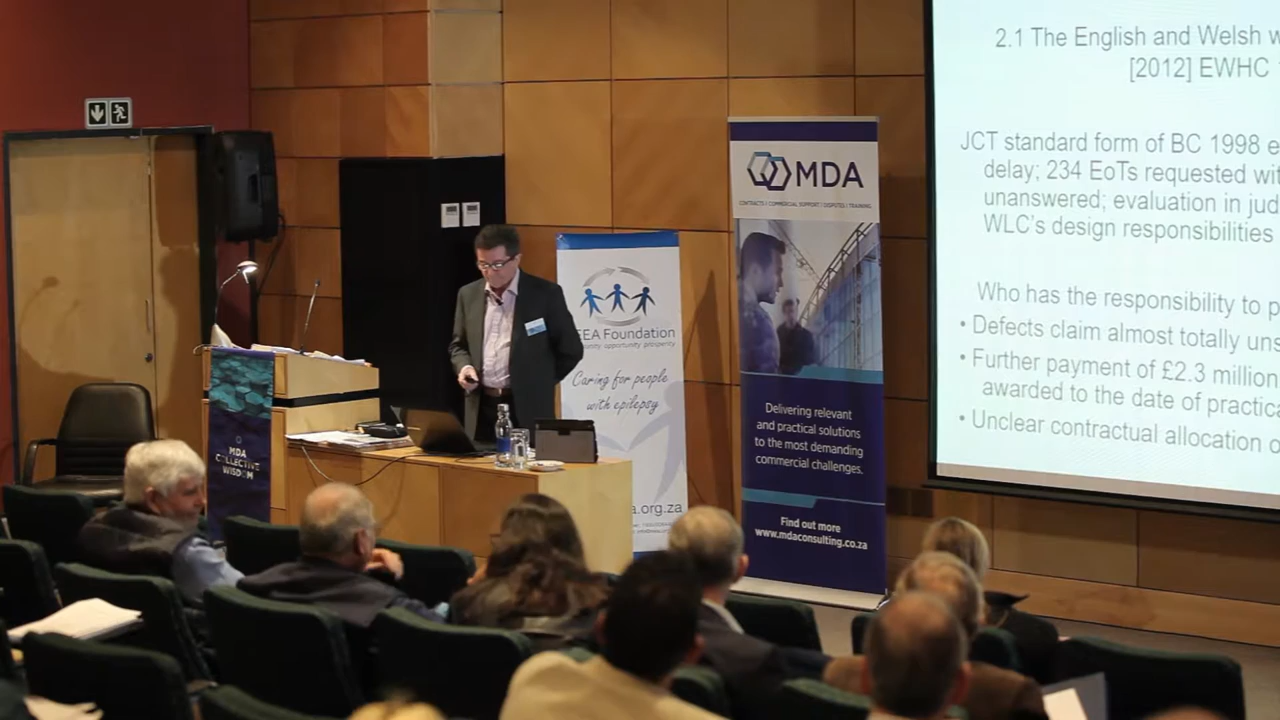 2.1 The English and Welsh w
[2012] EWHC
JCT standard form of BC 1998 e
delay; 234 EoTs requested wit
unanswered; evaluation in jud
WLC's design responsibilities
Who has the responsibility to p
• Defects claim almost totally uns
• Further payment of £2.3 million
awarded to the date of practica
• Unclear contractual allocation o
MDA
CONTRACTS / COMMERCIAL SUPPORT / DISPUTES / TRAINING
Delivering relevant
and practical solutions
to the most demanding
commercial challenges.
Find out more
www.mdaconsulting.co.za
EEA Foundation
unity opportunity prosperity
Caring for people
with epilepsy
a.org.za
MDA
COLLECTIVE
WISDOM